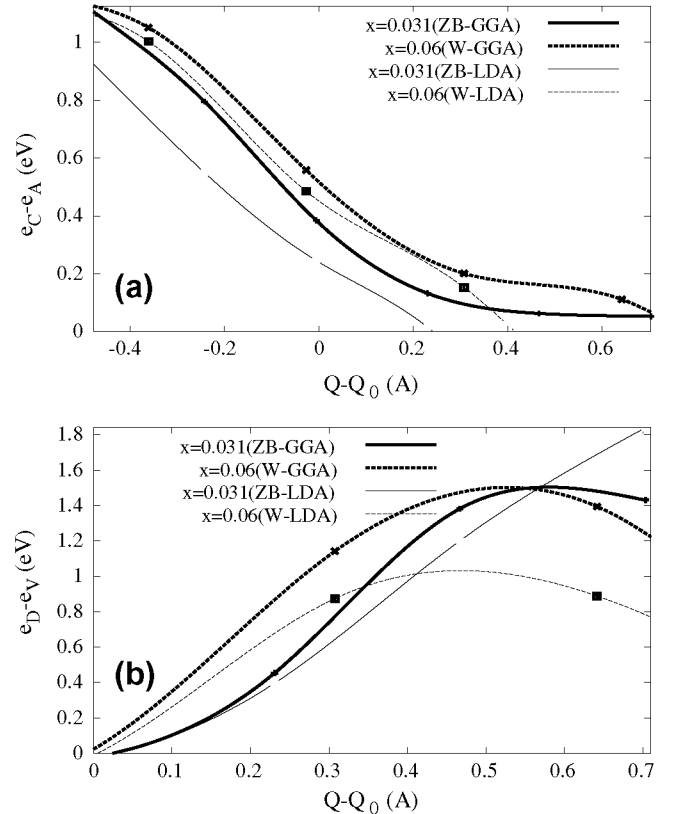 x=0.031(ZB-GGA)
x=0.06(W-GGA)
x=0.031(ZB-LDA)
x=0.06(W-LDA)
1
0.8
0.6
0.4
0.2
0
e_C-e_A (eV)
(a)
-0.4 -0.2 0 0.2 0.4 0.6
Q-Q_0 (A)
x=0.031(ZB-GGA)
x=0.06(W-GGA)
x=0.031(ZB-LDA)
x=0.06(W-LDA)
1.8
1.6
1.4
1.2
1
0.8
0.6
0.4
0.2
0
e_D-e_V (eV)
(b)
0 0.1 0.2 0.3 0.4 0.5 0.6 0.7
Q-Q_0 (A)